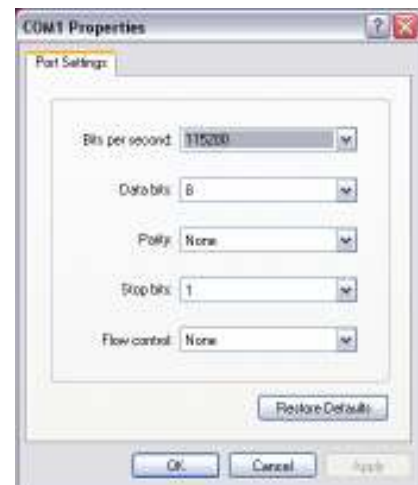 COM1 Properties
Port Settings
Bits per second: 115200
Data bits: 8
Parity: None
Stop bits: 1
Flow control: None
Restore Defaults
OK Cancel Apply